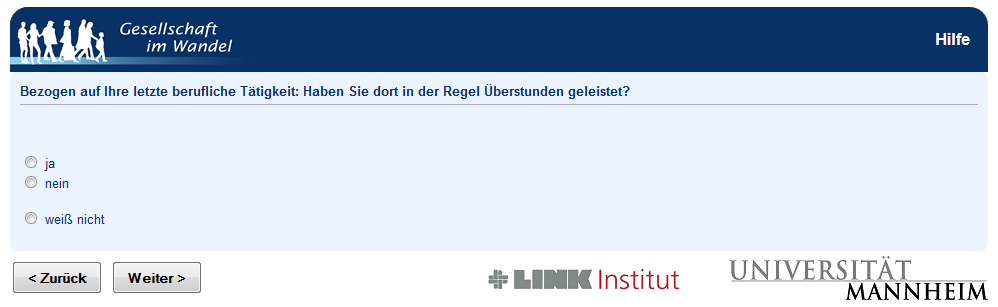 Gesellschaft
im Wandel
Hilfe
Bezogen auf Ihre letzte berufliche Tätigkeit: Haben Sie dort in der Regel Überstunden geleistet?
ja
nein
weiß nicht
< Zurück
Weiter >
LINK Institut
UNIVERSITÄT
MANNHEIM